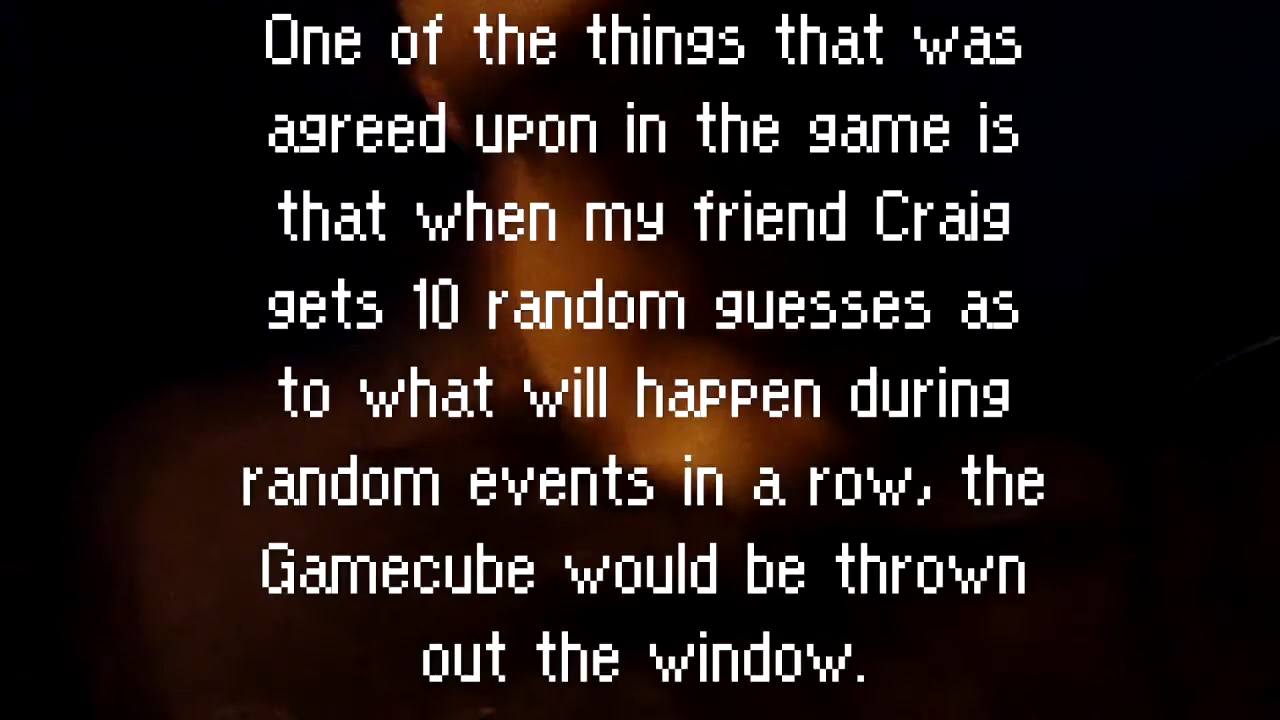 One of the things that was
agreed upon in the game is
that when my friend Craig
gets 10 random guesses as
to what will happen during
random events in a row, the
Gamecube would be thrown
out the window.